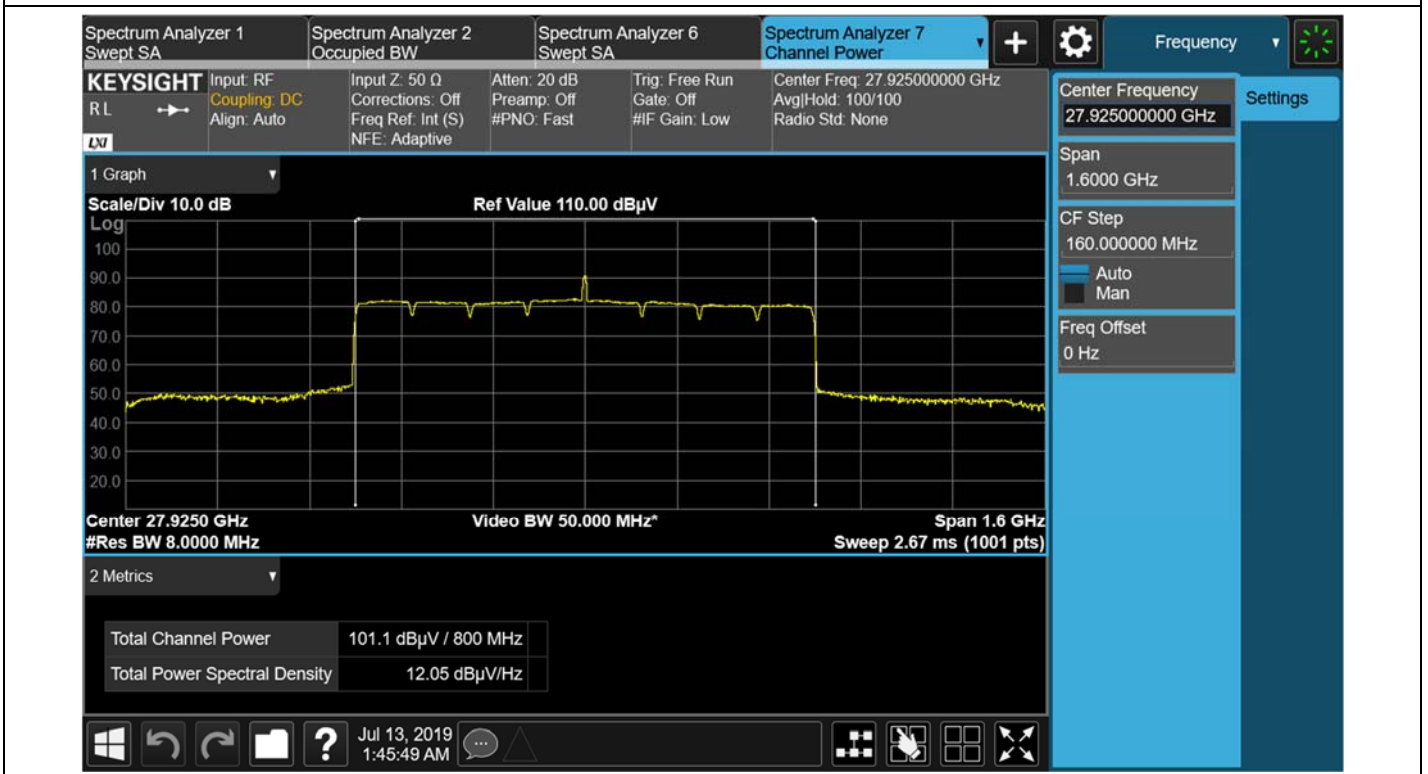 Spectrum Analyzer 1
Swept SA
Spectrum Analyzer 2
Occupied BW
Spectrum Analyzer 6
Swept SA
Spectrum Analyzer 7
Channel Power
Frequency
KEYSIGHT
R L
LXI
Input: RF
Coupling: DC
Align: Auto
Input Z: 50 Ω
Corrections: Off
Freq Ref: Int (S)
NFE: Adaptive
Atten: 20 dB
Preamp: Off
#PNO: Fast
Trig: Free Run
Gate: Off
#IF Gain: Low
Center Freq: 27.925000000 GHz
Avg|Hold: 100/100
Radio Std: None
Center Frequency
27.925000000 GHz
Settings
Span
1.6000 GHz
CF Step
160.000000 MHz
Auto
Man
Freq Offset
0 Hz
1 Graph
Scale/Div 10.0 dB
Ref Value 110.00 dBµV
Log
100
90.0
80.0
70.0
60.0
50.0
40.0
30.0
20.0
Center 27.9250 GHz
Video BW 50.000 MHz*
Span 1.6 GHz
#Res BW 8.0000 MHz
Sweep 2.67 ms (1001 pts)
2 Metrics
Total Channel Power 101.1 dBµV / 800 MHz
Total Power Spectral Density 12.05 dBµV/Hz
?
Jul 13, 2019
1:45:49 AM